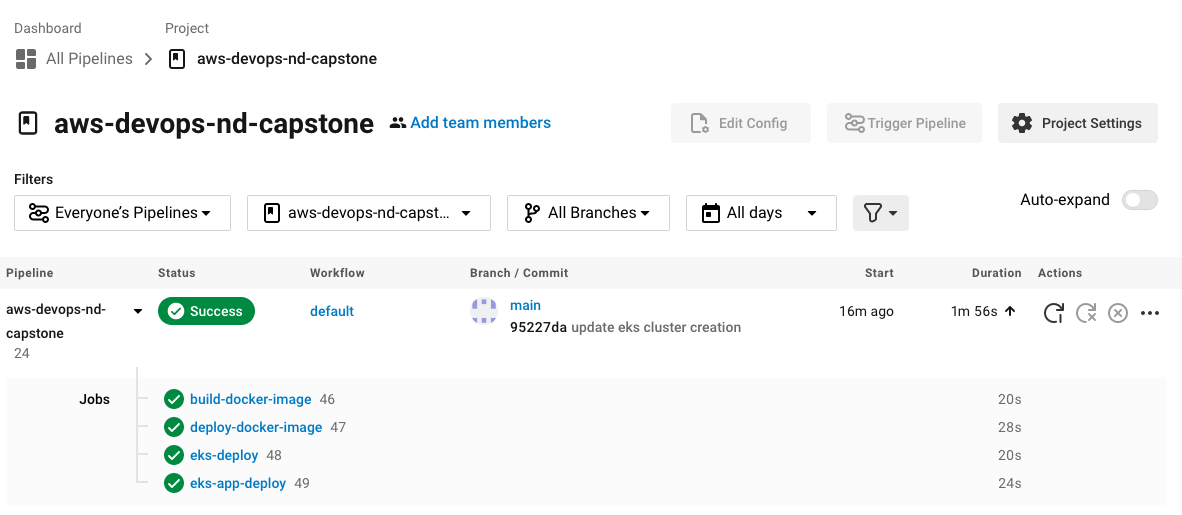 Dashboard Project
All Pipelines aws-devops-nd-capstone
aws-devops-nd-capstone Add team members Edit Config Trigger Pipeline Project Settings
Filters
Everyone’s Pipelines aws-devops-nd-capst... All Branches All days Auto-expand
Pipeline Status Workflow Branch / Commit Start Duration Actions
aws-devops-nd-
capstone
24
Success default main
95227da update eks cluster creation
16m ago 1m 56s
Jobs
build-docker-image 46 20s
deploy-docker-image 47 28s
eks-deploy 48 20s
eks-app-deploy 49 24s